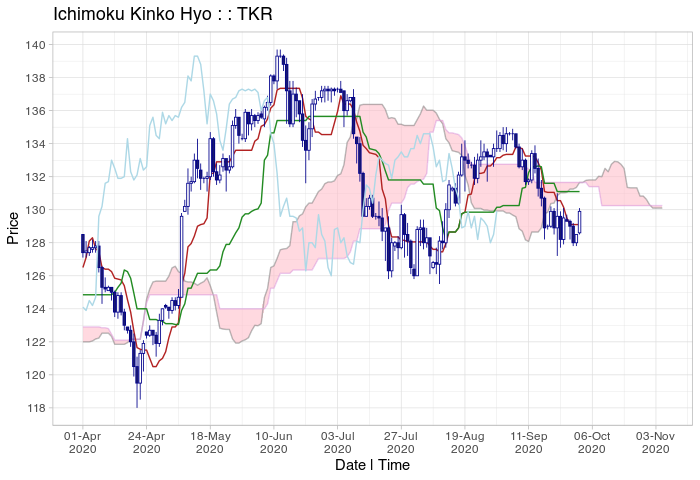 Ichimoku Kinko Hyo : : TKR
140
138
136
134
132
130
128
126
124
122
120
118
Price
01-Apr 24-Apr 18-May 10-Jun 03-Jul 27-Jul 19-Aug 11-Sep 06-Oct 03-Nov
2020 2020 2020 2020 2020 2020 2020 2020 2020 2020
Date | Time